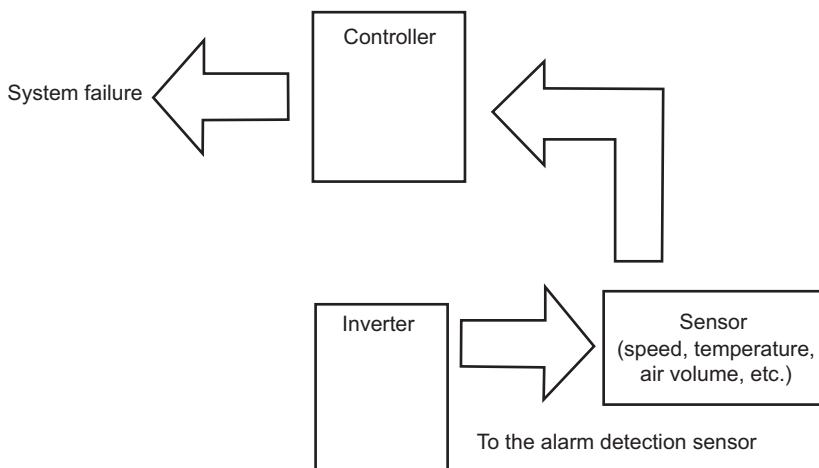 Controller
System failure
Inverter
Sensor
(speed, temperature,
air volume, etc.)
To the alarm detection sensor